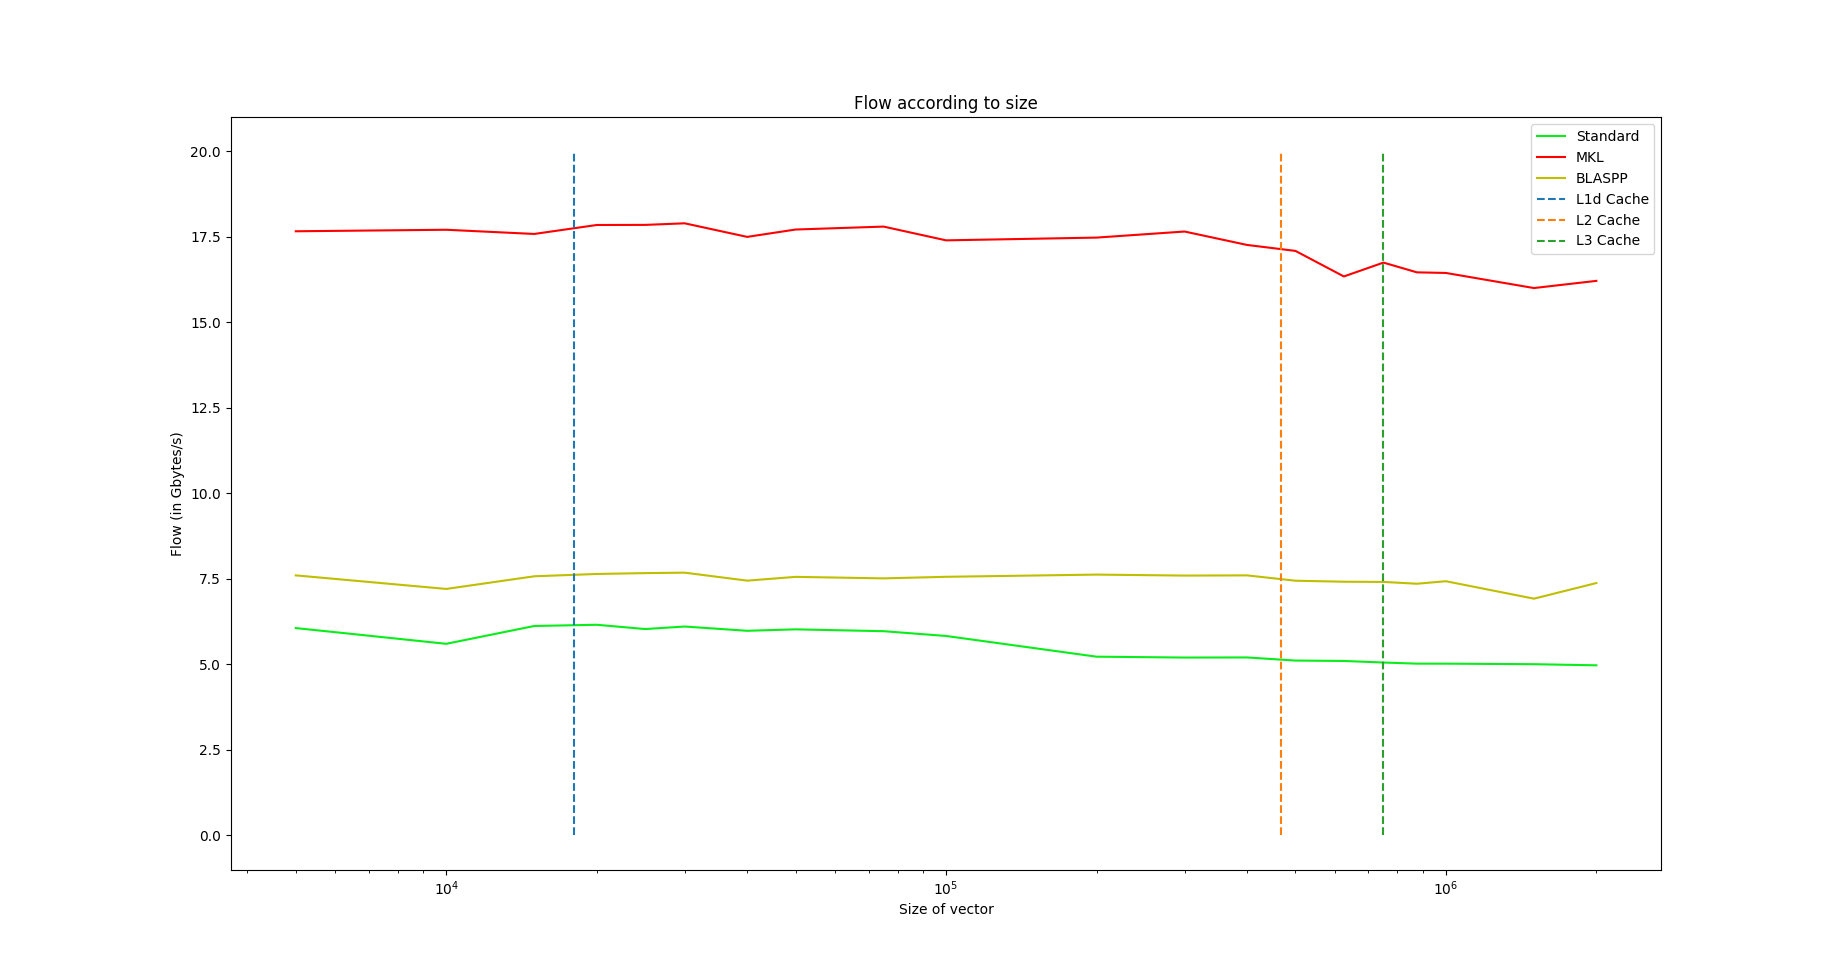 Flow according to size
Standard
MKL
BLASPP
L1d Cache
L2 Cache
L3 Cache
20.0
17.5
15.0
12.5
10.0
7.5
5.0
2.5
0.0
Flow (in Gbytes/s)
10⁴ 10⁵ 10⁶
Size of vector